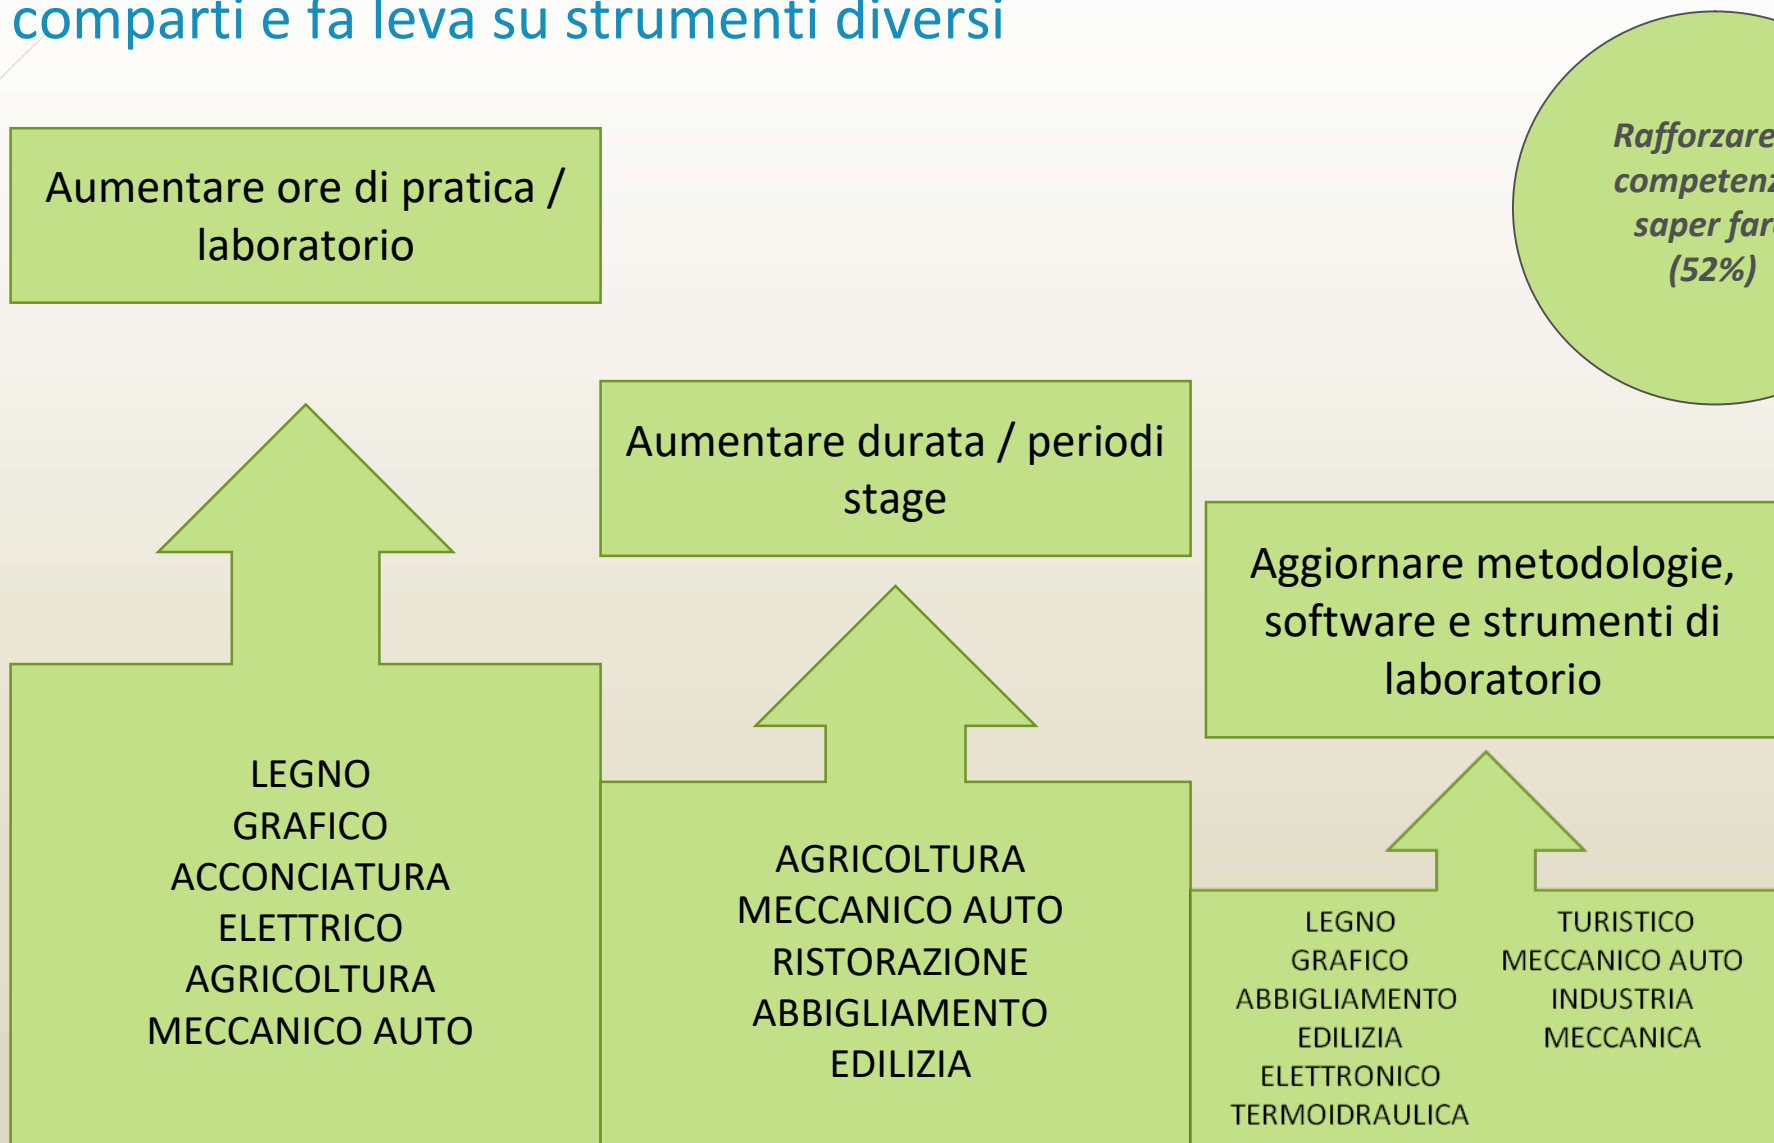 comparti e fa leva su strumenti diversi
Rafforzare
saper
(52%)
Aumentare ore di pratica /
laboratorio
Aumentare durata / periodi
stage
Aggiornare metodologie,
software e strumenti di
laboratorio
LEGNO
GRAFICO
ACCONCIATURA
ELETTRICO
AGRICOLTURA
MECCANICO AUTO
AGRICOLTURA
MECCANICO AUTO
RISTORAZIONE
ABBIGLIAMENTO
EDILIZIA
LEGNO
GRAFICO
ABBIGLIAMENTO
EDILIZIA
ELETTRONICO
TERMOIDRAULICA
TURISTICO
MECCANICO AUTO
INDUSTRIA
MECCANICA